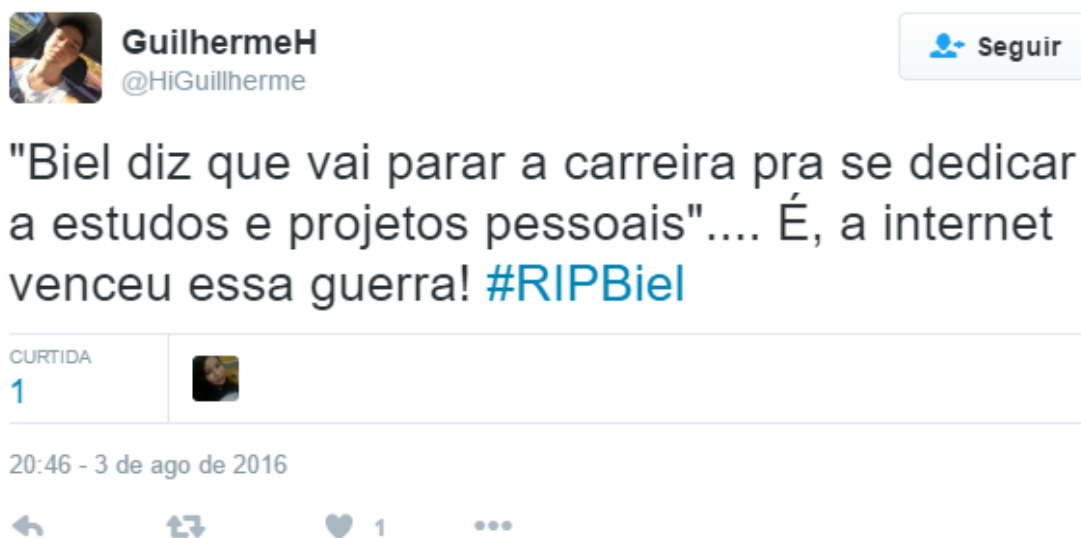 GuilhermeH
@HiGuillherme
Seguir
"Biel diz que vai parar a carreira pra se dedicar
a estudos e projetos pessoais".... É, a internet
venceu essa guerra! #RIPBiel
CURTIDA
1
20:46 - 3 de ago de 2016
1